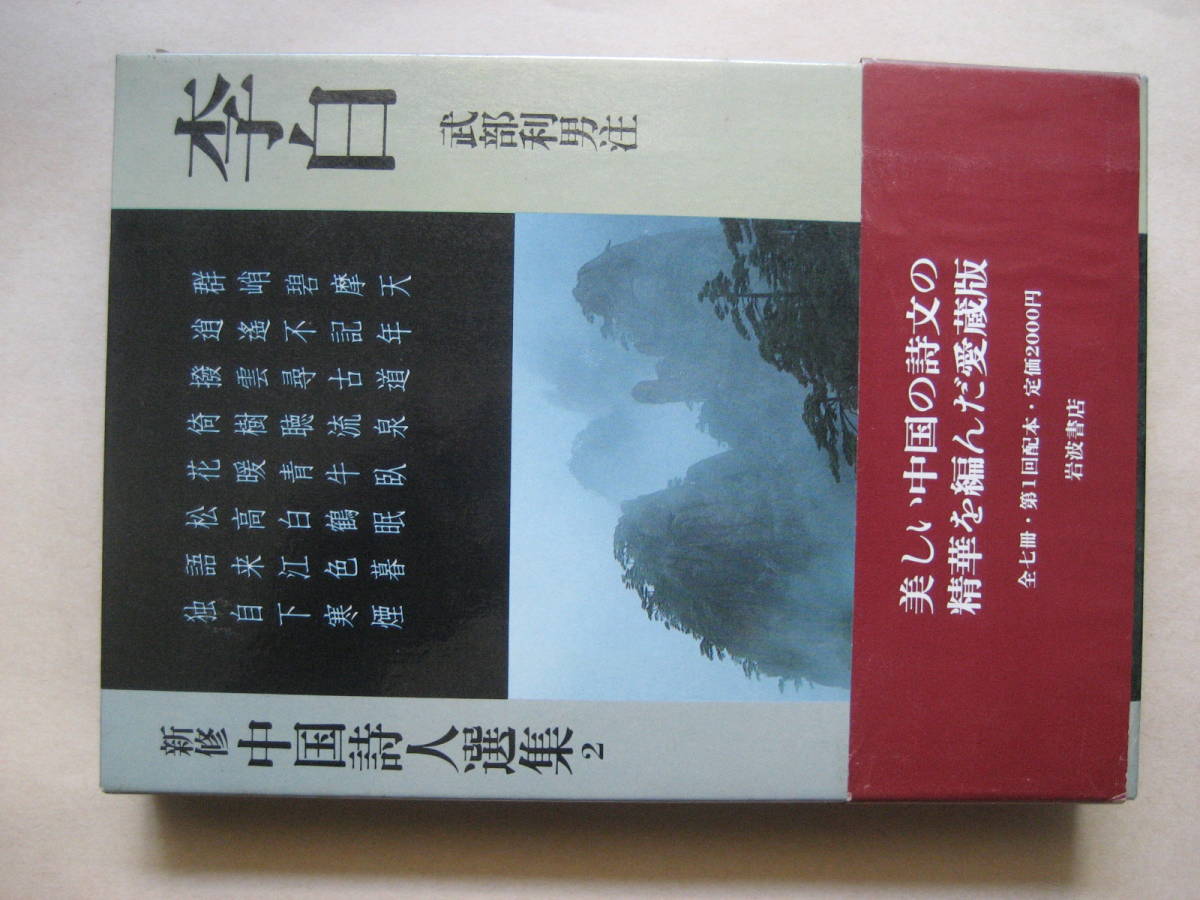 李白
武部利男注
群峭碧摩天
逍遙不記年
撥雲尋古道
倚樹聴流泉
花暖青牛臥
松高白鶴眠
語来江色暮
独自下寒煙
新修 中国詩人選集2
美しい中国の詩文の
精華を編んだ愛蔵版
全七冊・第1回配本・定価2000円
岩波書店